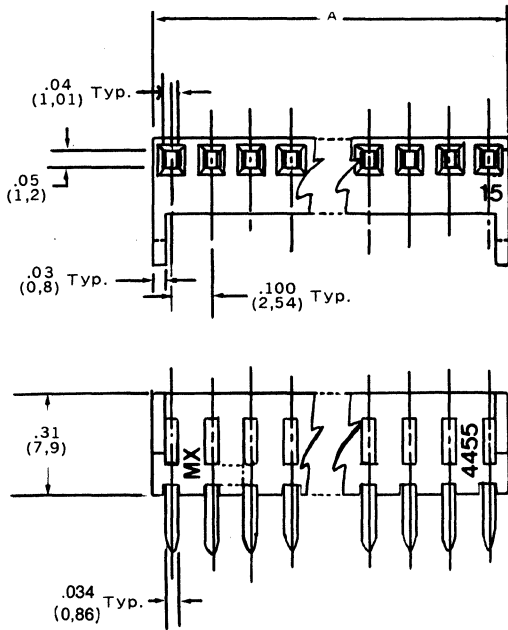 A
.04
(1,01) Typ.
.05
(1,2)
15
.03
(0,8) Typ.
.100
(2,54) Typ.
.31
(7,9)
MX
4455
.034
(0,86) Typ.